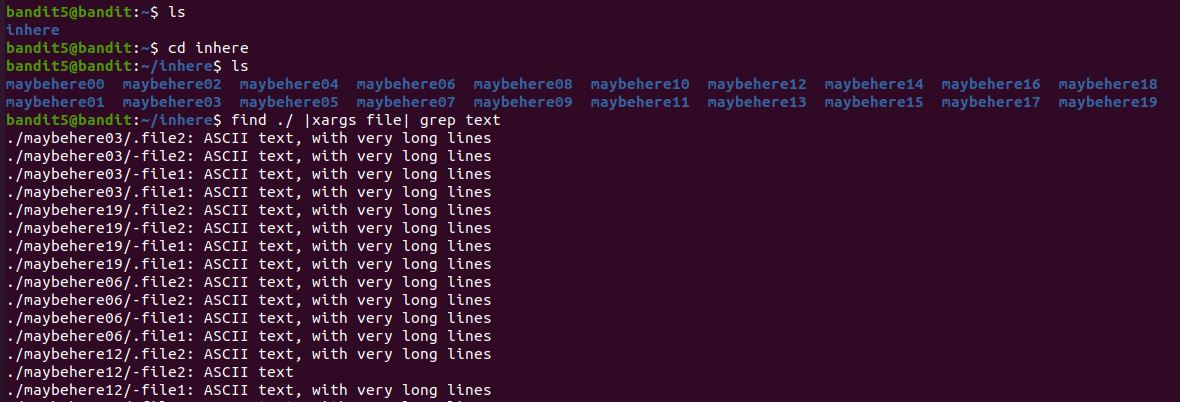 bandit5@bandit:~$ ls
inhere
bandit5@bandit:~$ cd inhere
bandit5@bandit:~/inhere$ ls
maybehere00  maybehere02  maybehere04  maybehere06  maybehere08  maybehere10  maybehere12  maybehere14  maybehere16  maybehere18
maybehere01  maybehere03  maybehere05  maybehere07  maybehere09  maybehere11  maybehere13  maybehere15  maybehere17  maybehere19
bandit5@bandit:~/inhere$ find ./ |xargs file| grep text
./maybehere03/.file2: ASCII text, with very long lines
./maybehere03/-file2: ASCII text, with very long lines
./maybehere03/-file1: ASCII text, with very long lines
./maybehere03/.file1: ASCII text, with very long lines
./maybehere19/.file2: ASCII text, with very long lines
./maybehere19/-file2: ASCII text, with very long lines
./maybehere19/-file1: ASCII text, with very long lines
./maybehere19/.file1: ASCII text, with very long lines
./maybehere06/.file2: ASCII text, with very long lines
./maybehere06/-file2: ASCII text, with very long lines
./maybehere06/-file1: ASCII text, with very long lines
./maybehere06/.file1: ASCII text, with very long lines
./maybehere12/.file2: ASCII text, with very long lines
./maybehere12/-file2: ASCII text
./maybehere12/-file1: ASCII text, with very long lines